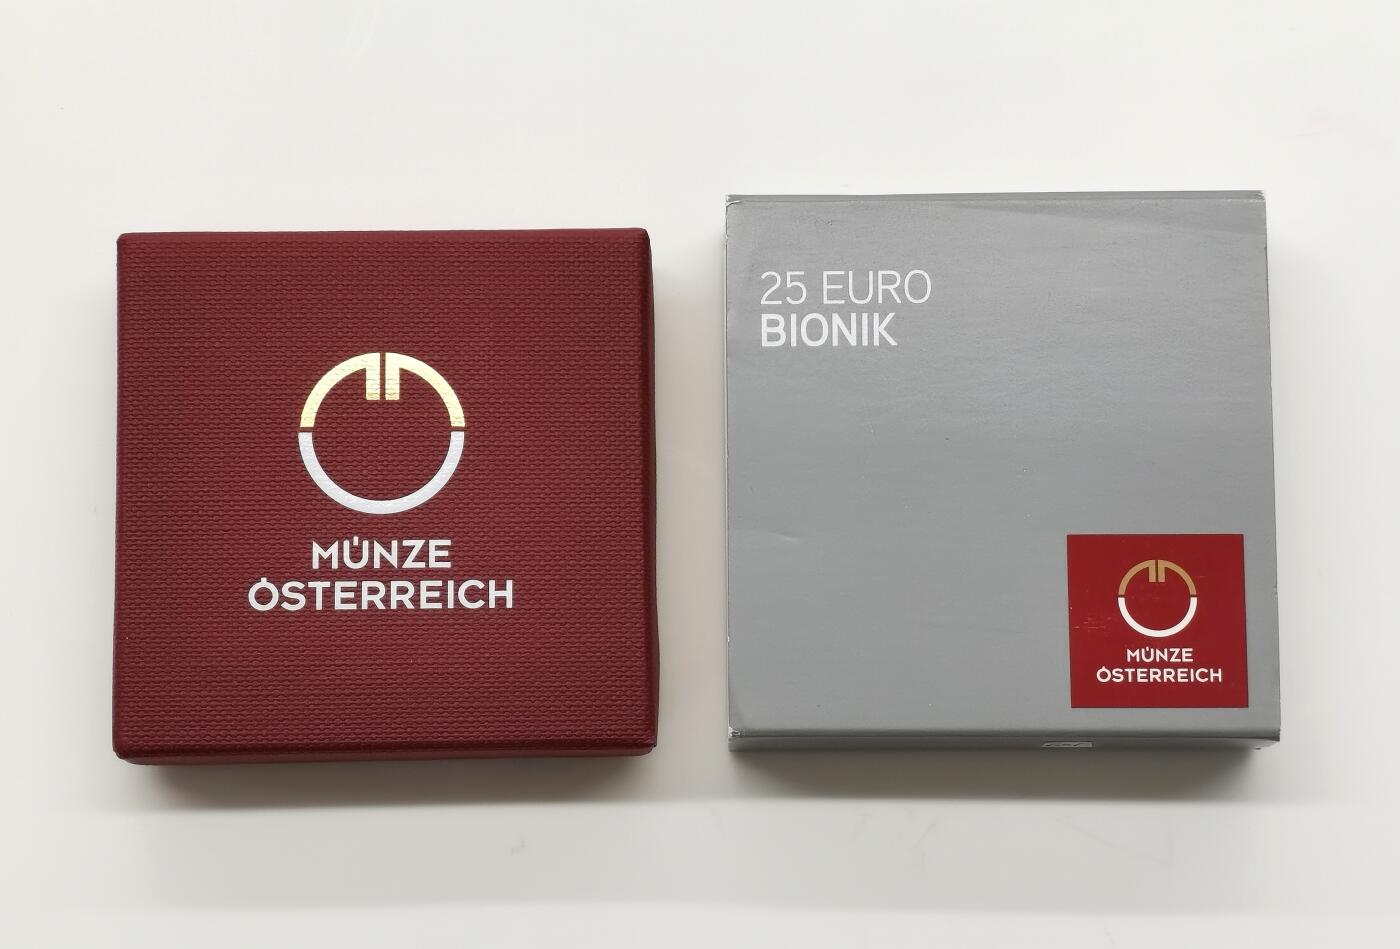 MÜNZE
ÖSTERREICH
25 EURO
BIONIK
MÜNZE
ÖSTERREICH